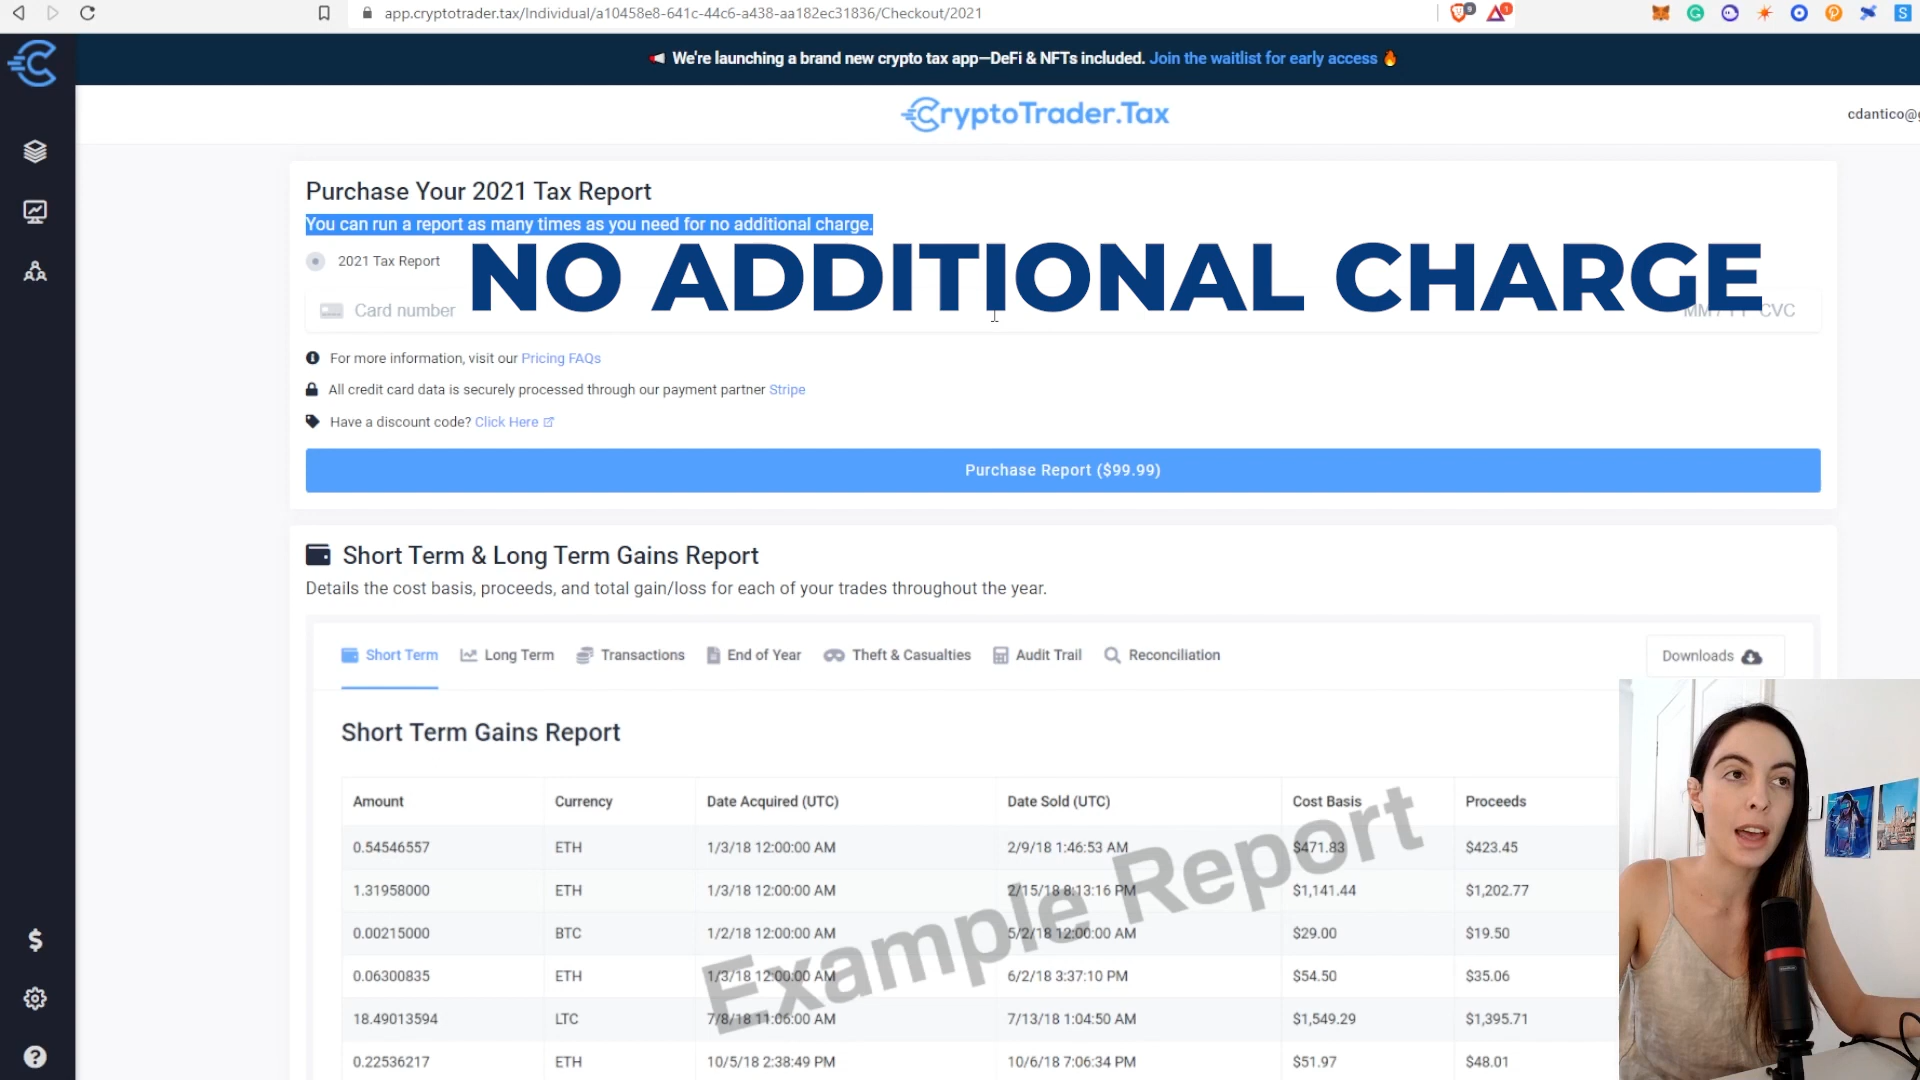 app.cryptotrader.tax/Individual/a10458e8-641c-44c6-a438-aa182ec31836/Checkout/2021
9
1
S
We're launching a brand new crypto tax app—DeFi & NFTs included. Join the waitlist for early access
CryptoTrader.Tax
cdantico@
Purchase Your 2021 Tax Report
You can run a report as many times as you need for no additional charge.
2021 Tax Report
NO ADDITIONAL CHARGE
Card number
MM / YY CVC
For more information, visit our Pricing FAQs
All credit card data is securely processed through our payment partner Stripe
Have a discount code? Click Here
Purchase Report ($99.99)
Short Term & Long Term Gains Report
Details the cost basis, proceeds, and total gain/loss for each of your trades throughout the year.
Short Term Long Term Transactions End of Year Theft & Casualties Audit Trail Reconciliation Downloads
Short Term Gains Report
Amount Currency Date Acquired (UTC) Date Sold (UTC) Cost Basis Proceeds
0.54546557 ETH 1/3/18 12:00:00 AM 2/9/18 1:46:53 AM $471.83 $423.45
1.31958000 ETH 1/3/18 12:00:00 AM 2/15/18 8:13:16 PM $1,141.44 $1,202.77
0.00215000 BTC 1/2/18 12:00:00 AM 5/2/18 12:00:00 AM $29.00 $19.50
0.06300835 ETH 1/3/18 12:00:00 AM 6/2/18 3:37:10 PM $54.50 $35.06
18.49013594 LTC 7/8/18 11:06:00 AM 7/13/18 1:04:50 AM $1,549.29 $1,395.71
0.22536217 ETH 10/5/18 2:38:49 PM 10/6/18 7:06:34 PM $51.97 $48.01
Example Report